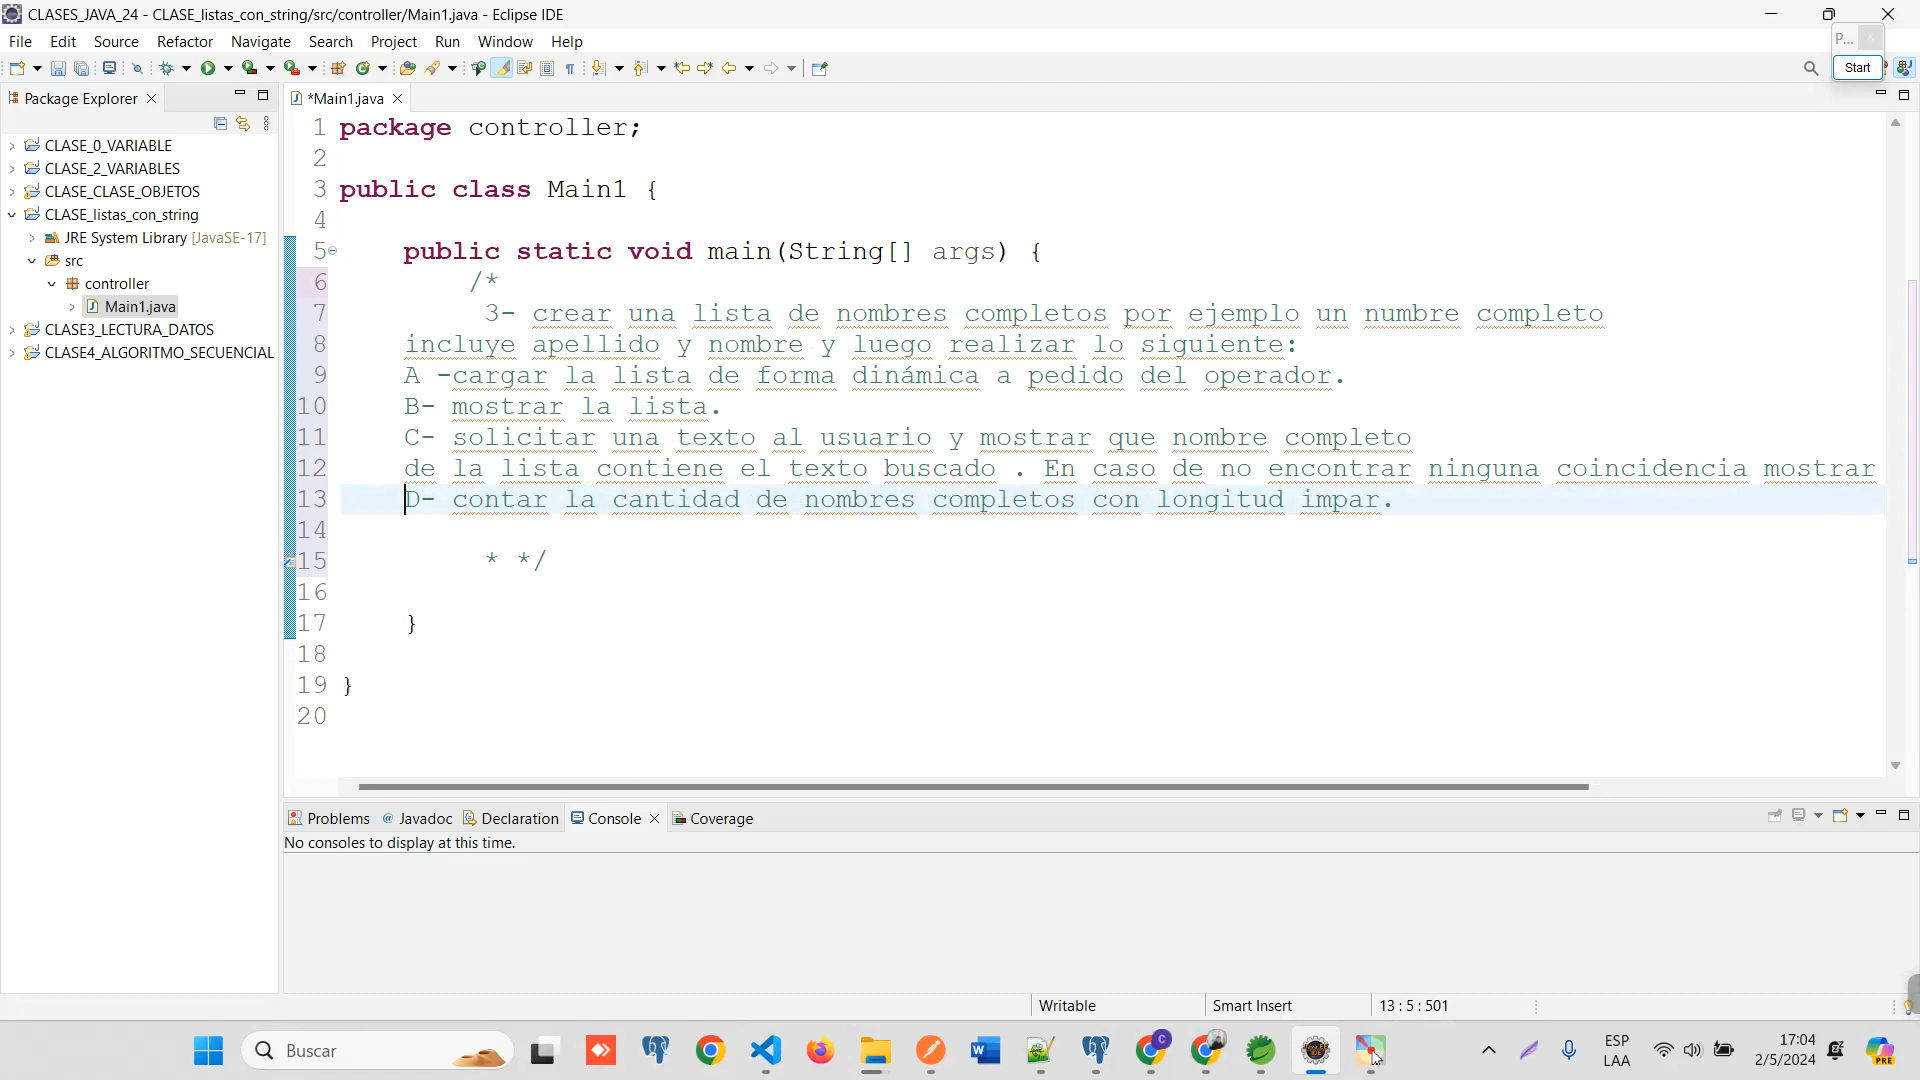 CLASES_JAVA_24 - CLASE_listas_con_string/src/controller/Main1.java - Eclipse IDE
File Edit Source Refactor Navigate Search Project Run Window Help
P...
Start
Package Explorer
*Main1.java
CLASE_0_VARIABLE
CLASE_2_VARIABLES
CLASE_CLASE_OBJETOS
CLASE_listas_con_string
JRE System Library [JavaSE-17]
src
controller
Main1.java
CLASE3_LECTURA_DATOS
CLASE4_ALGORITMO_SECUENCIAL
1 package controller;
2
3 public class Main1 {
4
5 public static void main(String[] args) {
6 /*
7 3- crear una lista de nombres completos por ejemplo un numbre completo
8 incluye apellido y nombre y luego realizar lo siguiente:
9 A -cargar la lista de forma dinámica a pedido del operador.
10 B- mostrar la lista.
11 C- solicitar una texto al usuario y mostrar que nombre completo
12 de la lista contiene el texto buscado . En caso de no encontrar ninguna coincidencia mostrar
13 D- contar la cantidad de nombres completos con longitud impar.
14
15 * */
16
17 }
18
19 }
20
Problems Javadoc Declaration Console Coverage
No consoles to display at this time.
Writable Smart Insert 13 : 5 : 501
Buscar
ESP
LAA
17:04
2/5/2024